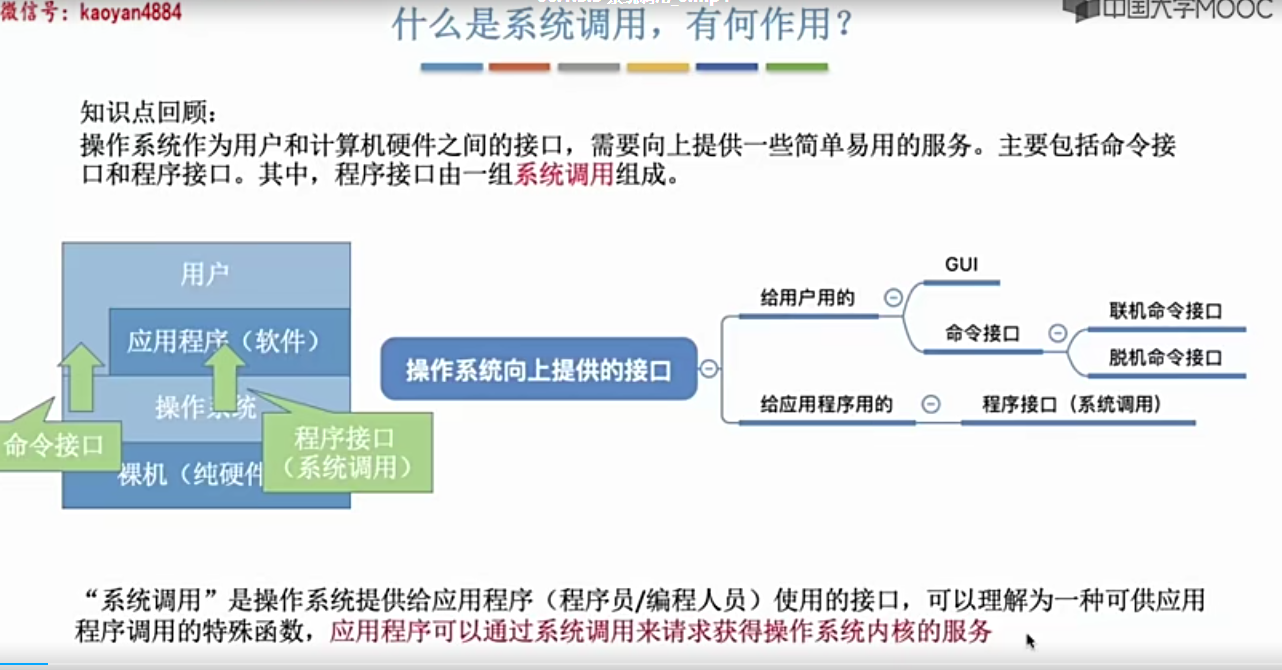 微信号：kaoyan4884
中国大学MOOC
什么是系统调用，有何作用？
知识点回顾：
操作系统作为用户和计算机硬件之间的接口，需要向上提供一些简单易用的服务。主要包括命令接
口和程序接口。其中，程序接口由一组系统调用组成。
用户
应用程序（软件）
操作系统
命令接口
裸机（纯硬件
程序接口
（系统调用）
操作系统向上提供的接口
给用户用的
GUI
命令接口
联机命令接口
脱机命令接口
给应用程序用的
程序接口（系统调用）
“系统调用”是操作系统提供给应用程序（程序员/编程人员）使用的接口，可以理解为一种可供应用
程序调用的特殊函数，应用程序可以通过系统调用来请求获得操作系统内核的服务